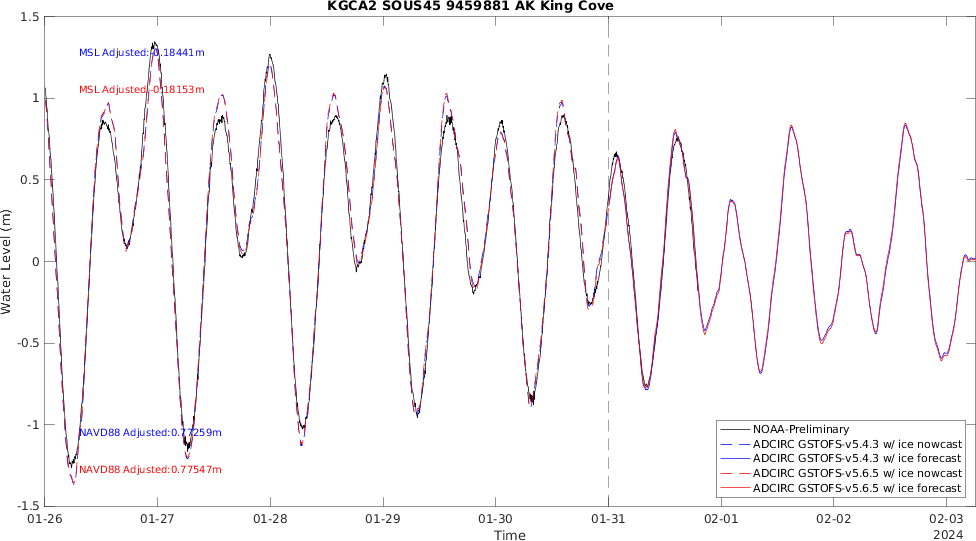 KGCA2 SOUS45 9459881 AK King Cove
1.5
1
0.5
0
-0.5
-1
-1.5
Water Level (m)
MSL Adjusted:-0.18441m
MSL Adjusted:-0.18153m
NAVD88 Adjusted:0.77259m
NAVD88 Adjusted:0.77547m
NOAA-Preliminary
ADCIRC GSTOFS-v5.4.3 w/ ice nowcast
ADCIRC GSTOFS-v5.4.3 w/ ice forecast
ADCIRC GSTOFS-v5.6.5 w/ ice nowcast
ADCIRC GSTOFS-v5.6.5 w/ ice forecast
01-26 01-27 01-28 01-29 01-30 01-31 02-01 02-02 02-03
Time
2024